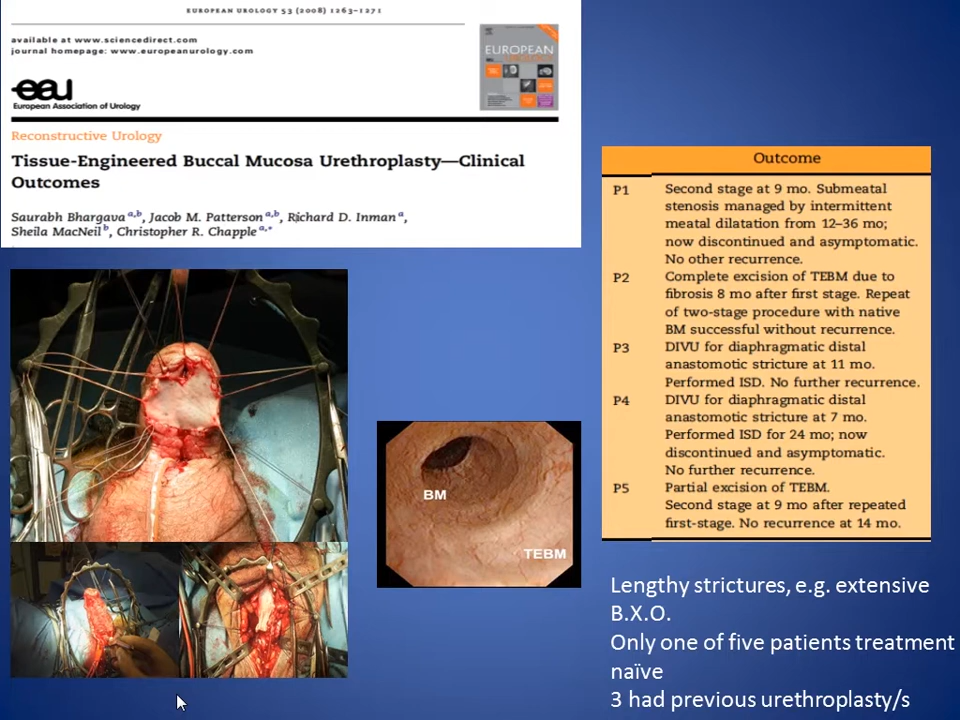 EUROPEAN UROLOGY 53 (2008) 1263–1271
available at www.sciencedirect.com
journal homepage: www.europeanurology.com
EUROPEAN
UROLOGY
eau
European Association of Urology
Reconstructive Urology
Tissue-Engineered Buccal Mucosa Urethroplasty—Clinical
Outcomes
Saurabh Bhargava a,b, Jacob M. Patterson a,b, Richard D. Inman a,
Sheila MacNeil b, Christopher R. Chapple a,*
BM
TEBM
Outcome
P1 Second stage at 9 mo. Submeatal
stenosis managed by intermittent
meatal dilatation from 12–36 mo;
now discontinued and asymptomatic.
No other recurrence.
P2 Complete excision of TEBM due to
fibrosis 8 mo after first stage. Repeat
of two-stage procedure with native
BM successful without recurrence.
P3 DIVU for diaphragmatic distal
anastomotic stricture at 11 mo.
Performed ISD. No further recurrence.
P4 DIVU for diaphragmatic distal
anastomotic stricture at 7 mo.
Performed ISD for 24 mo; now
discontinued and asymptomatic.
No further recurrence.
P5 Partial excision of TEBM.
Second stage at 9 mo after repeated
first-stage. No recurrence at 14 mo.
Lengthy strictures, e.g. extensive
B.X.O.
Only one of five patients treatment
naïve
3 had previous urethroplasty/s